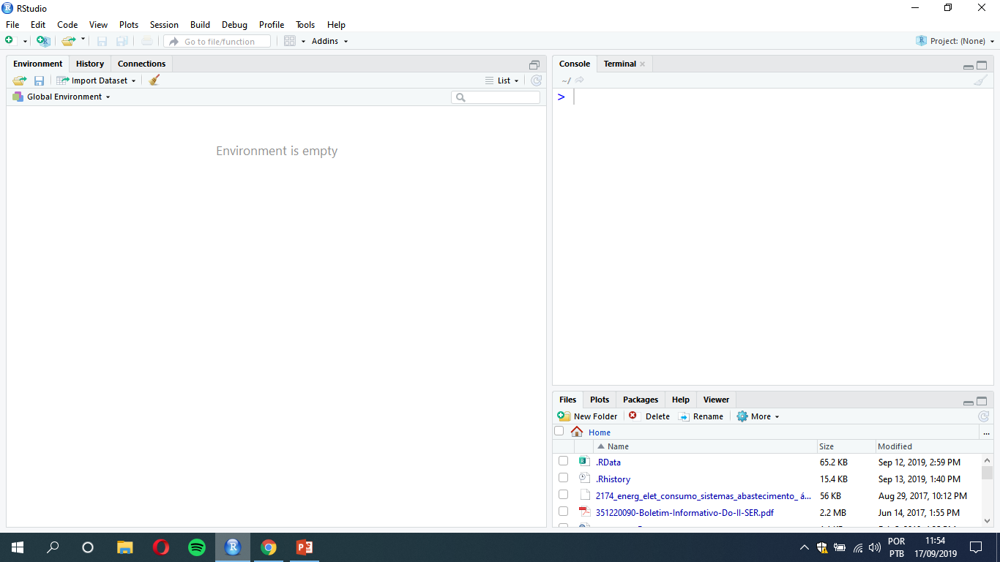 RStudio
File Edit Code View Plots Session Build Debug Profile Tools Help
Go to file/function Addins Project: (None)
Environment History Connections
Import Dataset List
Global Environment
Environment is empty
Console Terminal
~/
>
Files Plots Packages Help Viewer
New Folder Delete Rename More
Home ...
Name Size Modified
.RData 65.2 KB Sep 12, 2019, 2:59 PM
.Rhistory 15.4 KB Sep 13, 2019, 1:40 PM
2174_energ_elet_consumo_sistemas_abastecimento_ á... 56 KB Aug 29, 2017, 10:12 PM
351220090-Boletim-Informativo-Do-II-SER.pdf 2.2 MB Jun 14, 2017, 1:55 PM
POR 11:54
PTB 17/09/2019